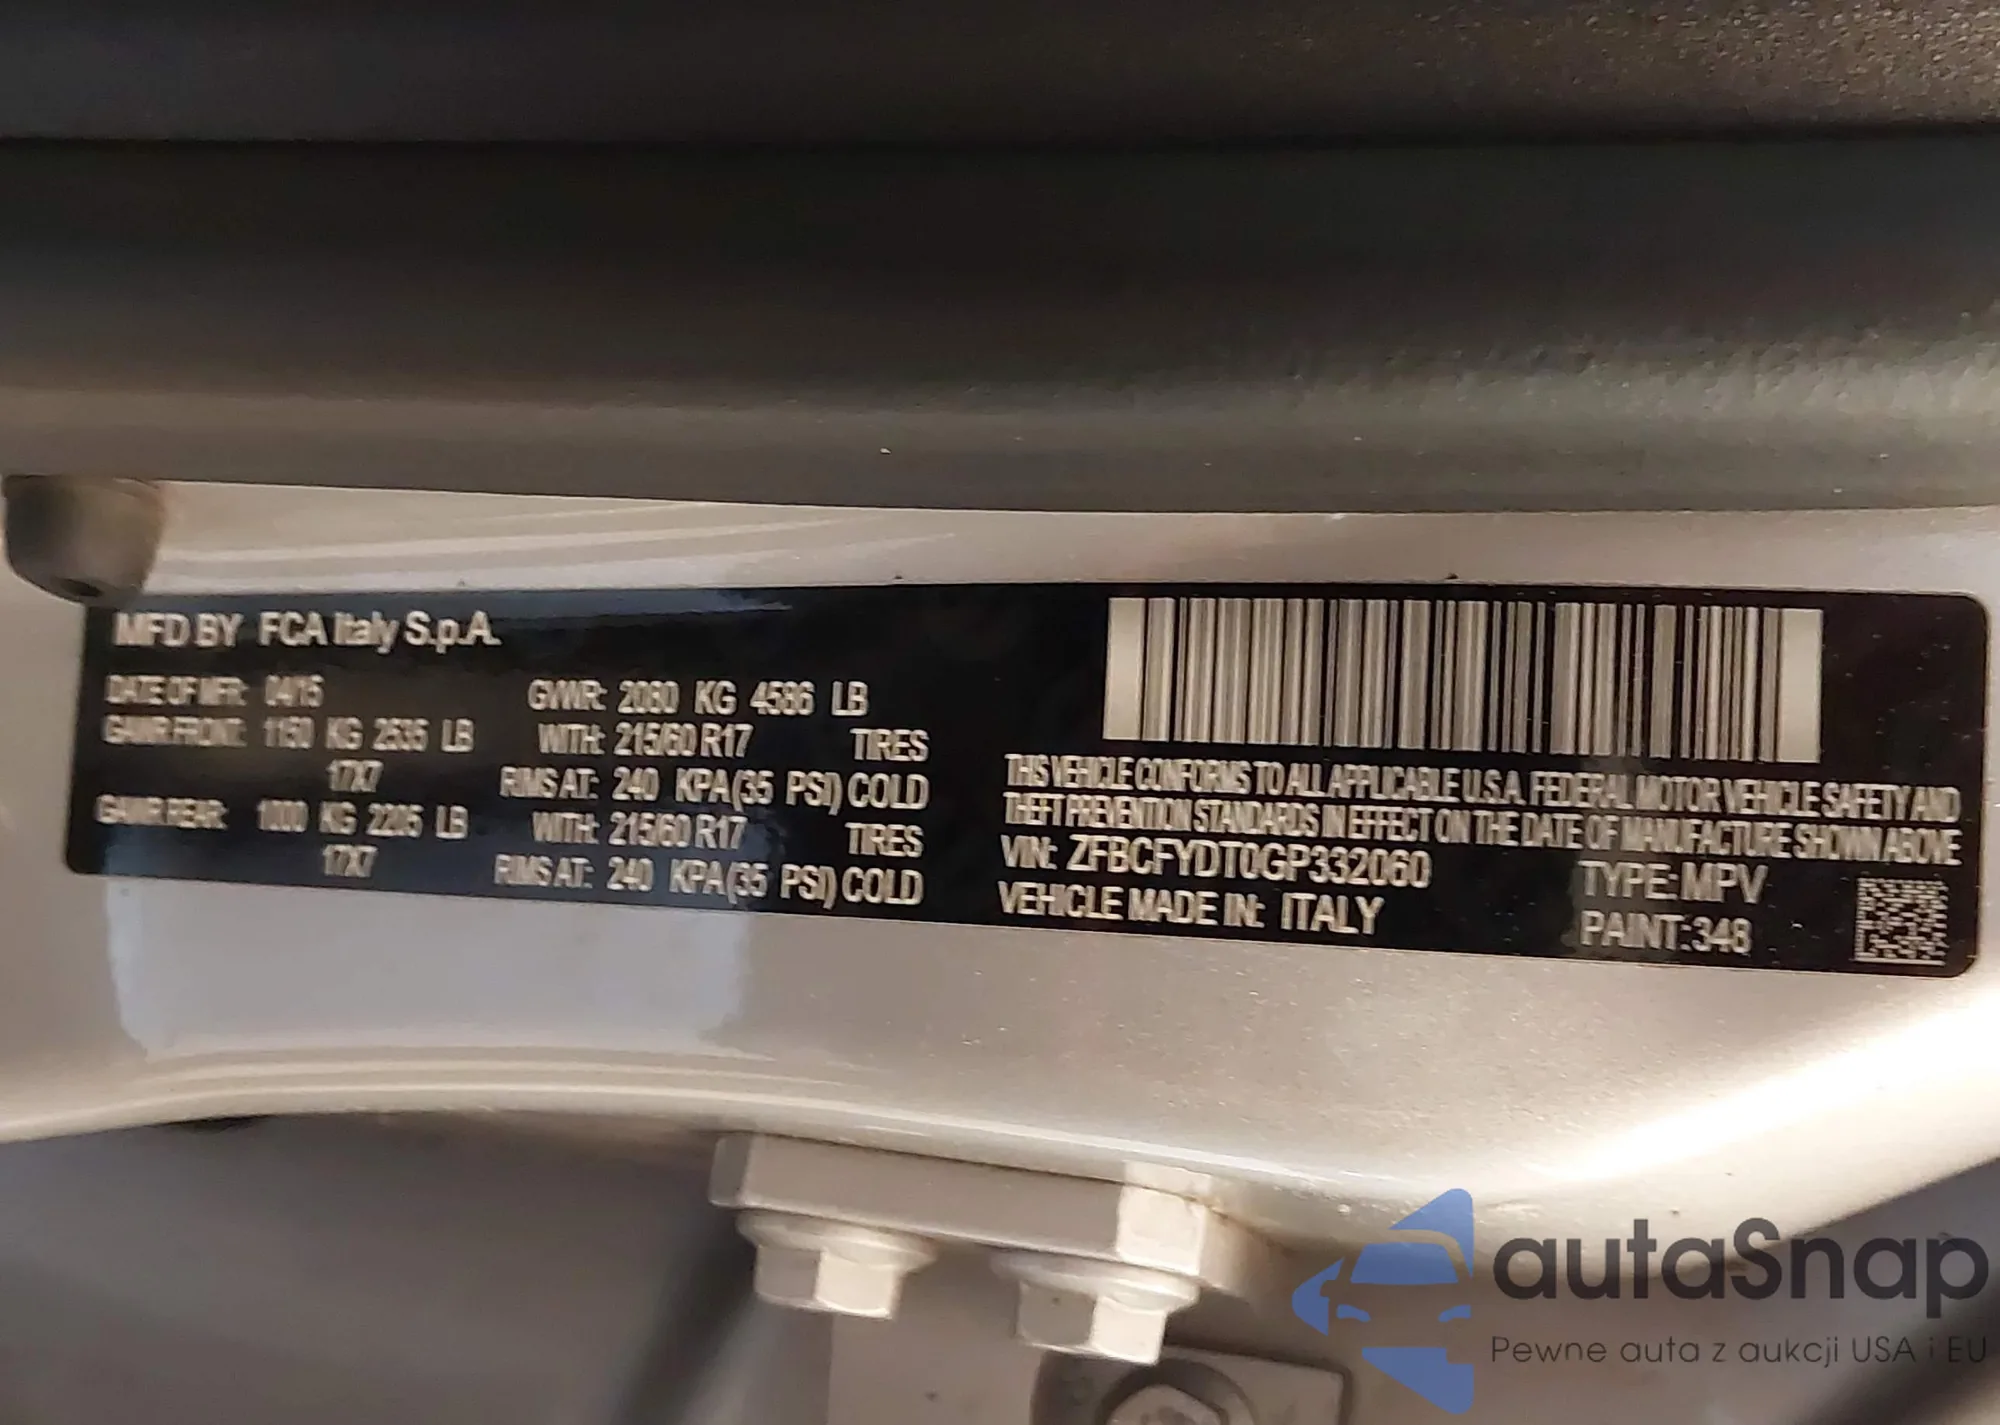 MFD BY FCA Italy S.p.A.
DATE OF MFR: 04/15 GVWR: 2080 KG 4586 LB
GAWR FRONT: 1150 KG 2535 LB WITH: 215/60 R17 TIRES
17X7 RIMS AT: 240 KPA(35 PSI) COLD
GAWR REAR: 1000 KG 2205 LB WITH: 215/60 R17 TIRES
17X7 RIMS AT: 240 KPA(35 PSI) COLD
THIS VEHICLE CONFORMS TO ALL APPLICABLE U.S.A. FEDERAL MOTOR VEHICLE SAFETY AND
THEFT PREVENTION STANDARDS IN EFFECT ON THE DATE OF MANUFACTURE SHOWN ABOVE
VIN: ZFBCFYDT0GP332060 TYPE: MPV
VEHICLE MADE IN: ITALY PAINT: 348
autaSnap
Pewne auta z aukcji USA i EU